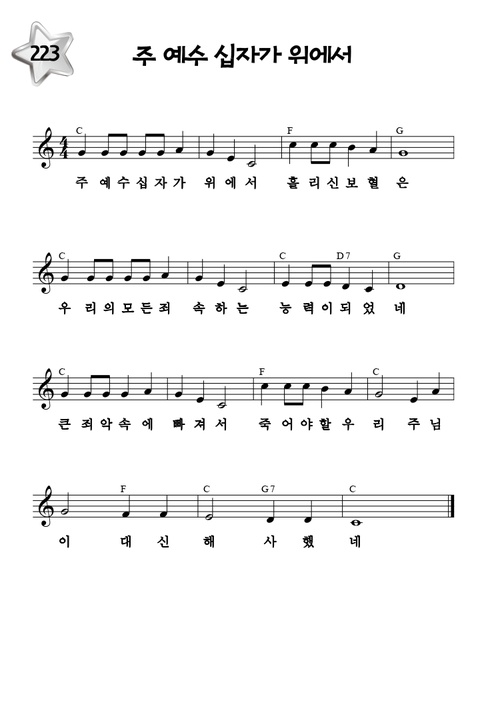 223 주 예수 십자가 위에서
C F G
4
4
주 예수십자가 위에서 흘리신보혈은
C C D7 G
우리의모든죄 속하는 능력이되었네
C F C
큰죄악속에빠져서 죽어야할우리 주님
F C G7 C
이 대신 해 사했네